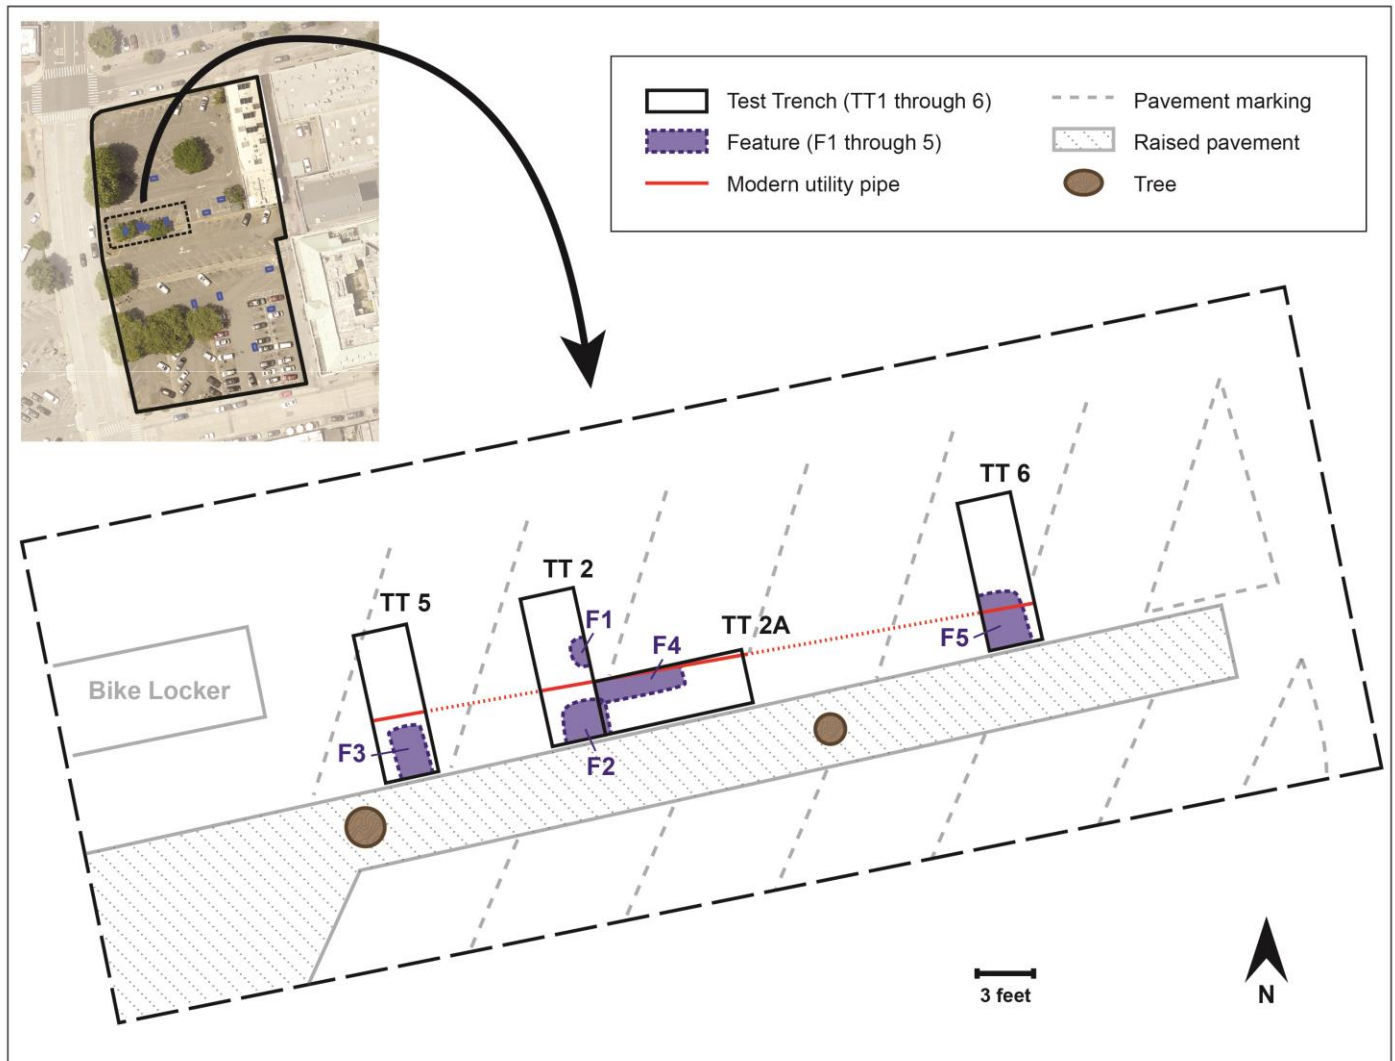 Test Trench (TT1 through 6)
Feature (F1 through 5)
Modern utility pipe
Pavement marking
Raised pavement
Tree
TT 6
TT 2
TT 5
F1
TT 2A
F4
F5
Bike Locker
F3
F2
3 feet
N